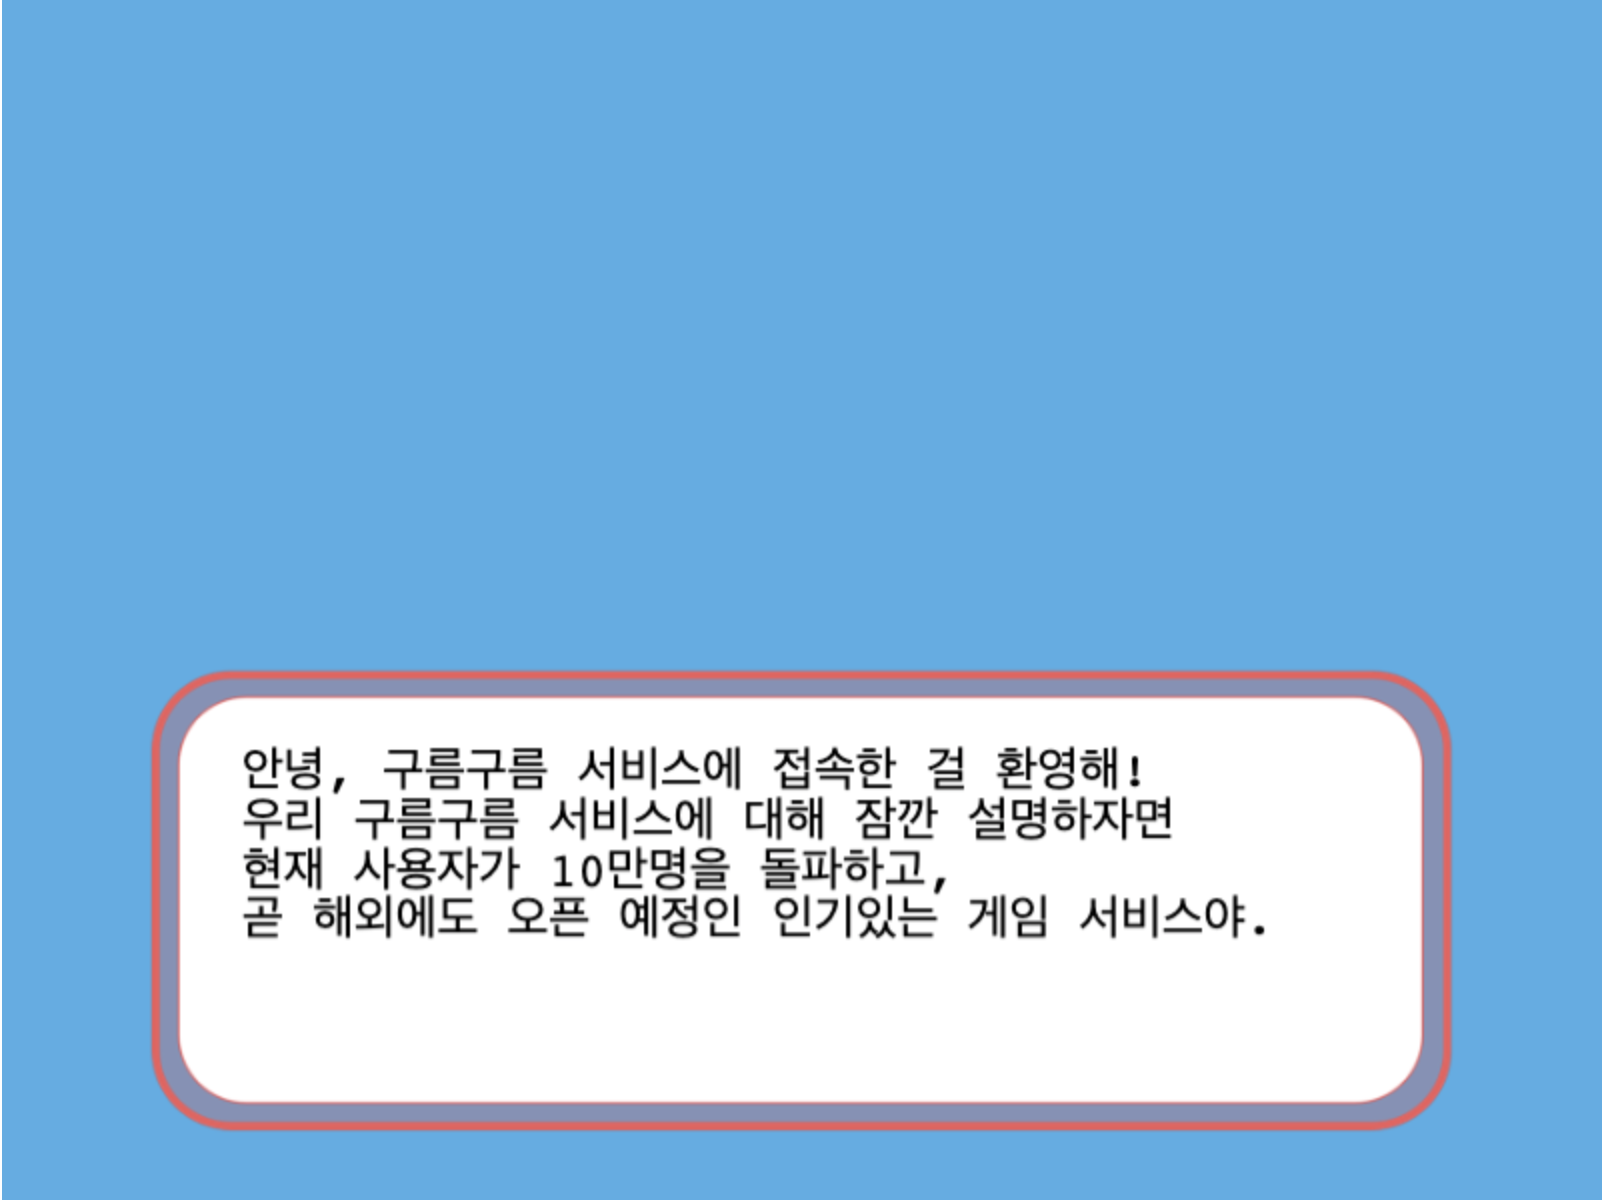 안녕, 구름구름 서비스에 접속한 걸 환영해!
우리 구름구름 서비스에 대해 잠깐 설명하자면
현재 사용자가 10만명을 돌파하고,
곧 해외에도 오픈 예정인 인기있는 게임 서비스야.